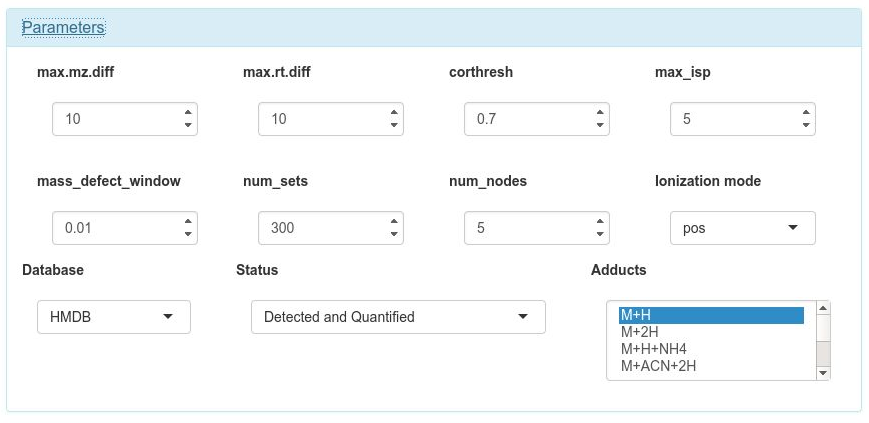 Parameters
max.mz.diff max.rt.diff corthresh max_isp
10 10 0.7 5
mass_defect_window num_sets num_nodes Ionization mode
0.01 300 5 pos
Database Status Adducts
HMDB Detected and Quantified
M+H
M+2H
M+H+NH4
M+ACN+2H